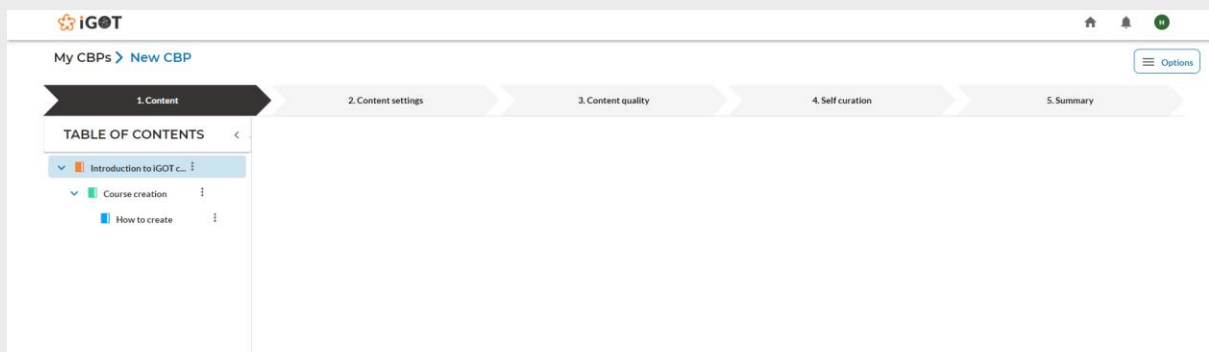 iGOT
H
My CBPs > New CBP
Options
1. Content 2. Content settings 3. Content quality 4. Self curation 5. Summary
TABLE OF CONTENTS
Introduction to iGOT c...
Course creation
How to create